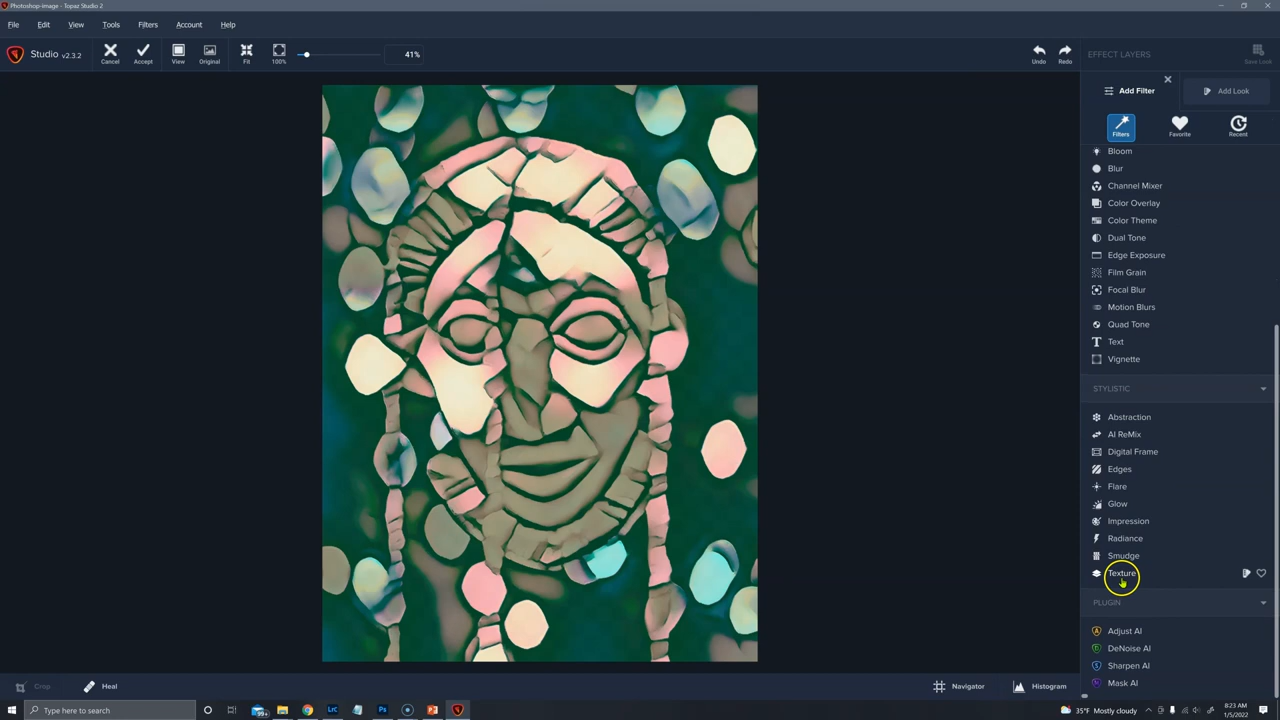 Photoshop-image - Topaz Studio 2
File Edit View Tools Filters Account Help
Studio v2.3.2
Cancel Accept View Original Fit 100% 41% Undo Redo
EFFECT LAYERS
Save Look
Add Filter
Add Look
Filters Favorite Recent
Bloom
Blur
Channel Mixer
Color Overlay
Color Theme
Dual Tone
Edge Exposure
Film Grain
Focal Blur
Motion Blurs
Quad Tone
Text
Vignette
STYLISTIC
Abstraction
AI ReMix
Digital Frame
Edges
Flare
Glow
Impression
Radiance
Smudge
Texture
PLUGIN
Adjust AI
DeNoise AI
Sharpen AI
Mask AI
Crop Heal Navigator Histogram
Type here to search
99+
LrC
Ps
35°F Mostly cloudy
8:23 AM
1/5/2022